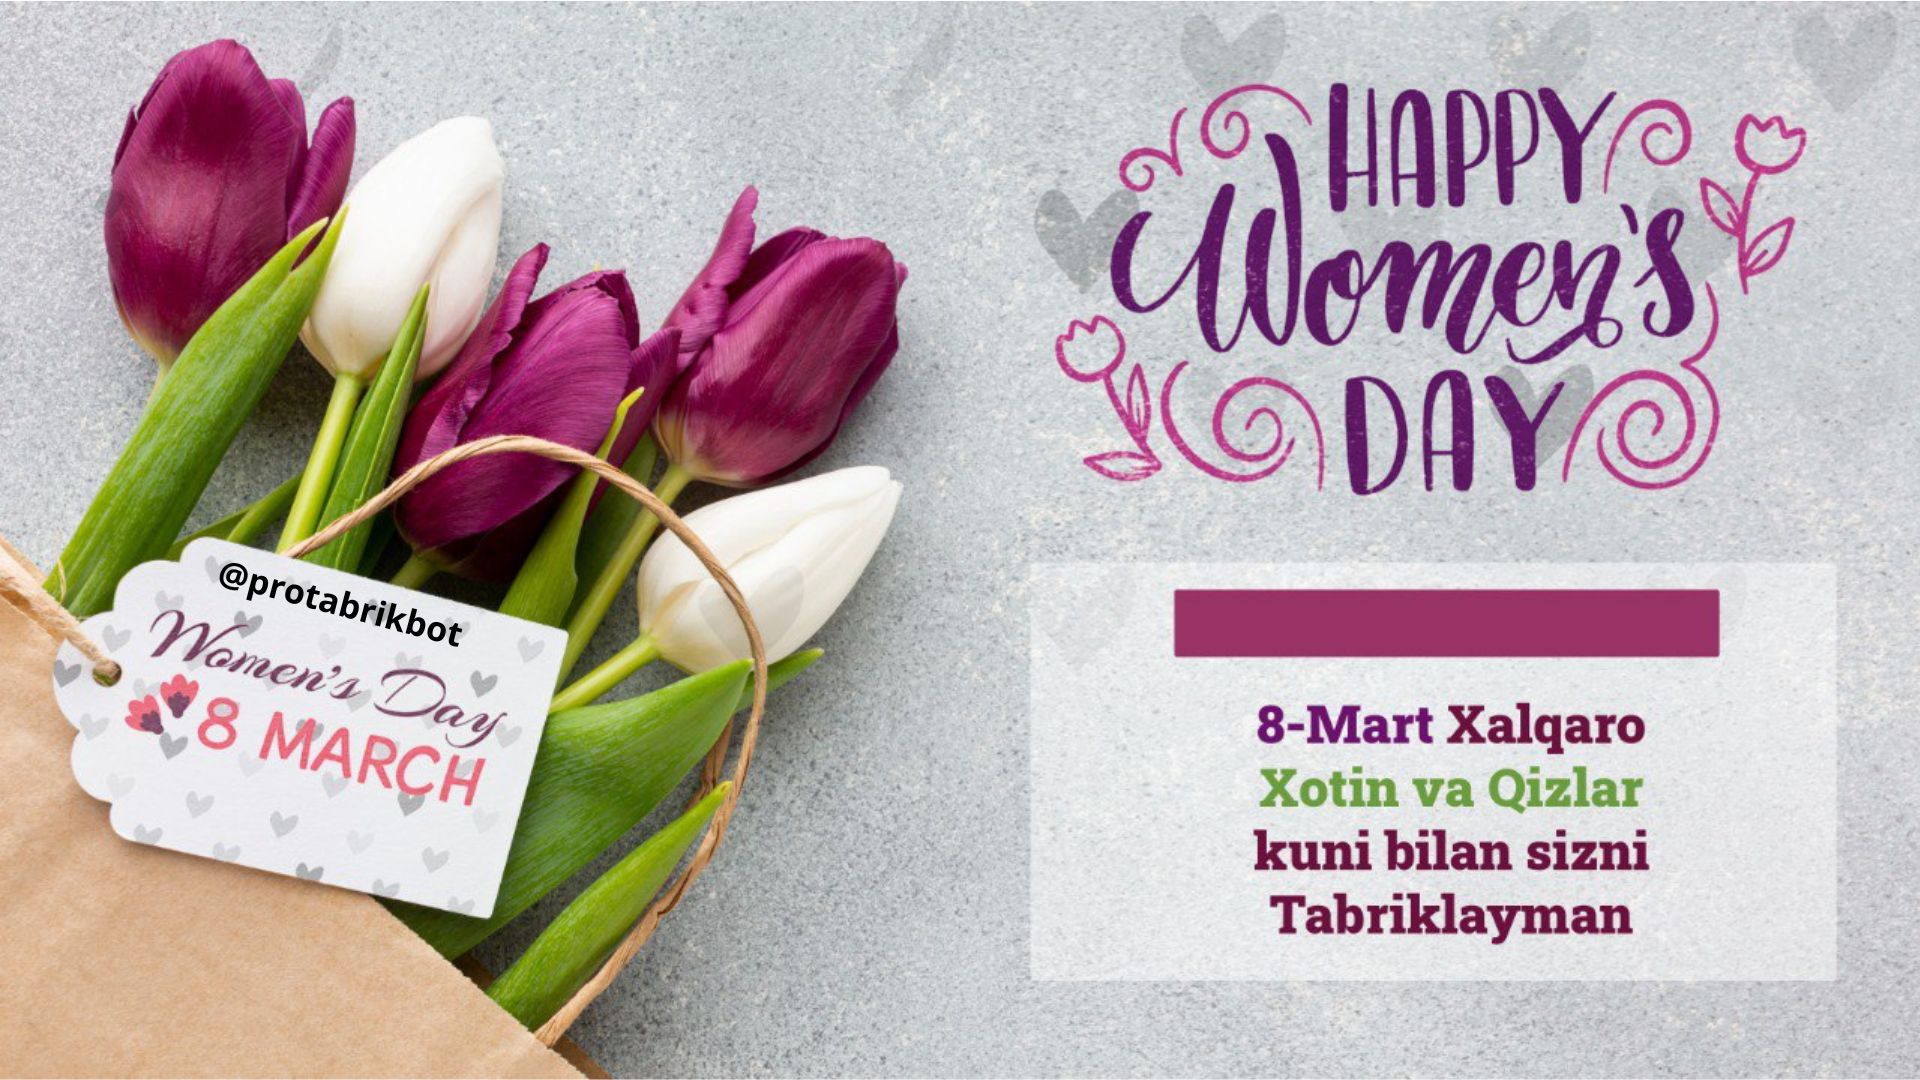 HAPPY
Women's
DAY
@protabrikbot
Women's Day
8 MARCH
8-Mart Xalqaro
Xotin va Qizlar
kuni bilan sizni
Tabriklayman